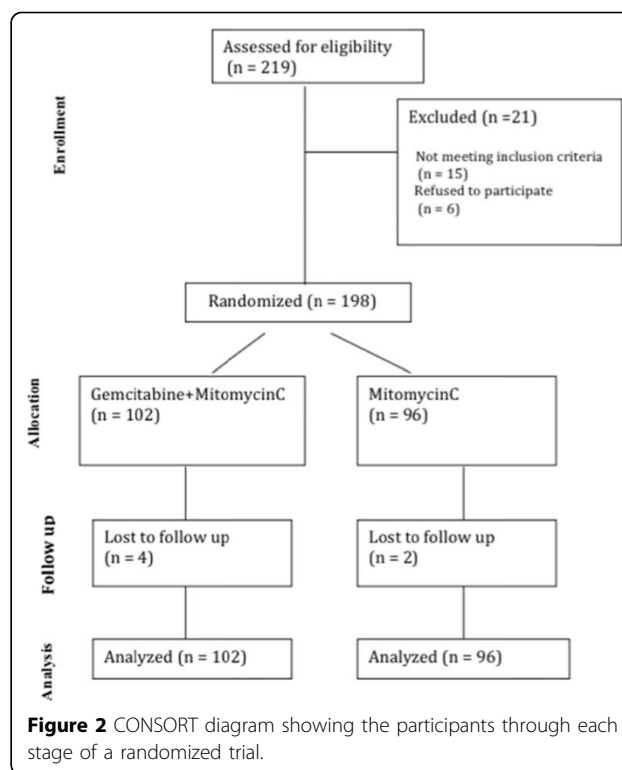 Assessed for eligibility
(n = 219)
Enrollment
Excluded (n =21)
Not meeting inclusion criteria
(n = 15)
Refused to participate
(n = 6)
Randomized (n = 198)
Allocation
Gemcitabine+MitomycinC
(n = 102)
MitomycinC
(n = 96)
Follow up
Lost to follow up
(n = 4)
Lost to follow up
(n = 2)
Analysis
Analyzed (n = 102)
Analyzed (n = 96)
Figure 2 CONSORT diagram showing the participants through each
stage of a randomized trial.